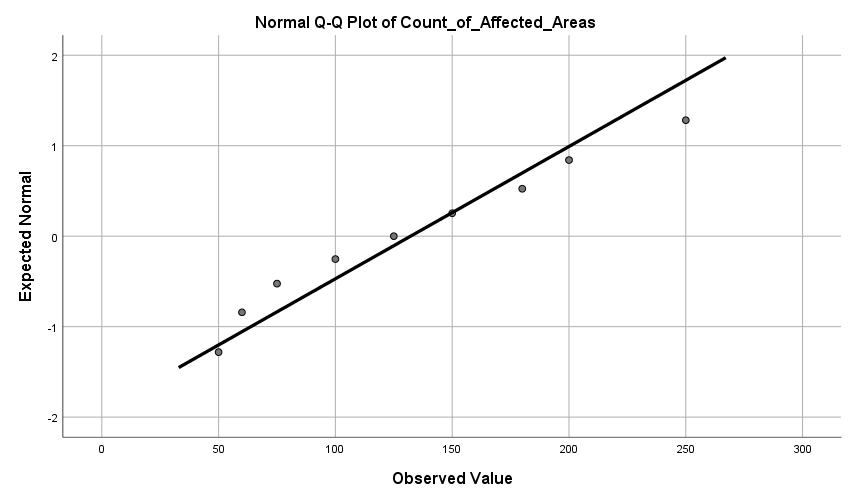 Normal Q-Q Plot of Count_of_Affected_Areas
Expected Normal
2
1
0
-1
-2
0 50 100 150 200 250 300
Observed Value